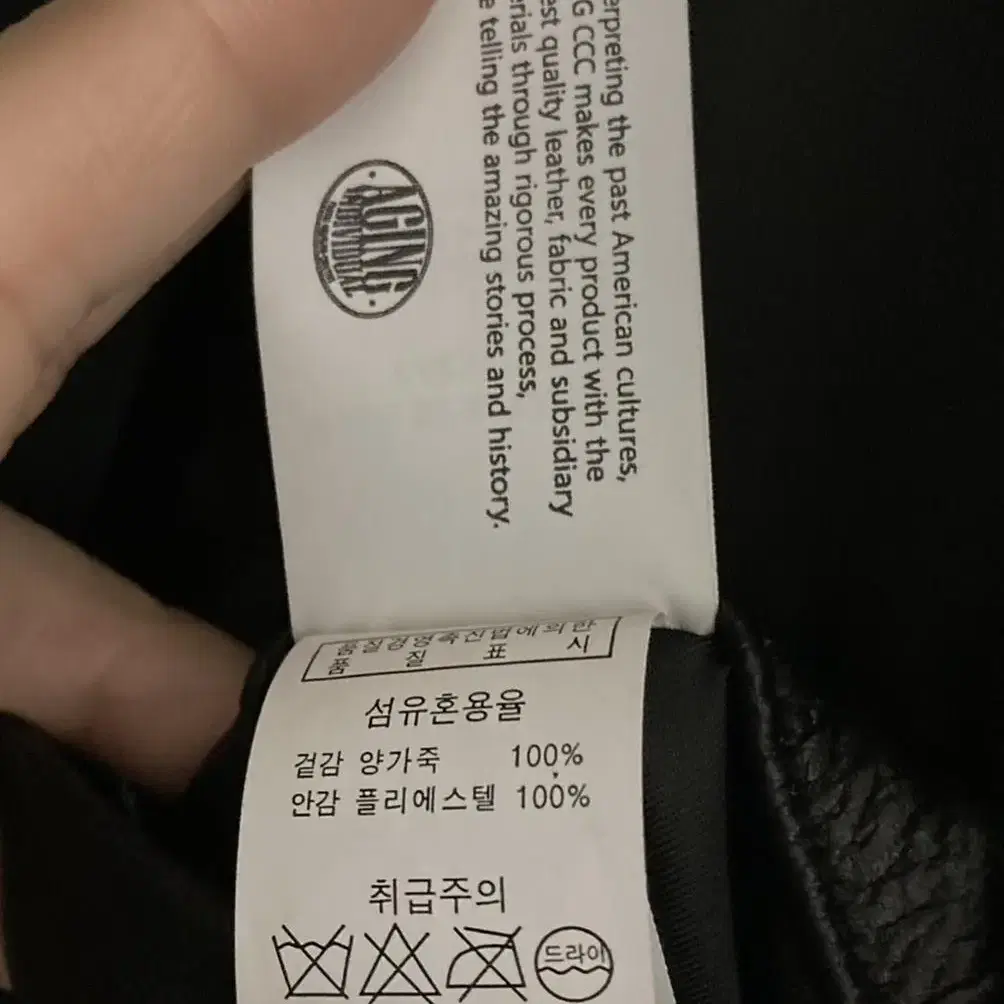 erpreting the past American cultures,
G CCC makes every product with the
est quality leather, fabric and subsidiary
erials through rigorous process,
e telling the amazing stories and history.
AGING
INDIVIDUAL
품질경영촉진법에의한
품 질 표 시
섬유혼용율
겉감 양가죽 100%
안감 플리에스텔 100%
취급주의
드라이